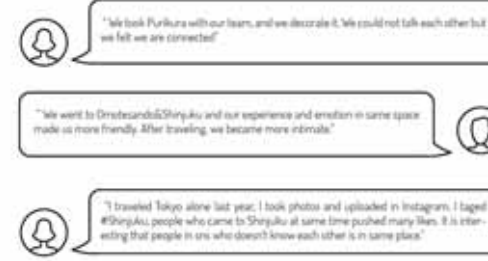 "We took Purikura with our team, and we decorate it. We could not talk each other but
we felt we are connected"
"We went to Omotesando&Shinjuku and our experience and emotion in same space
made us more friendly. After traveling, we became more intimate."
"I traveled Tokyo alone last year, I took photos and uploaded in Instagram. I taged
#Shinjuku, people who came to Shinjuku at same time pushed many likes. It is inter-
esting that people in sns who doesn't know each other is in same place."